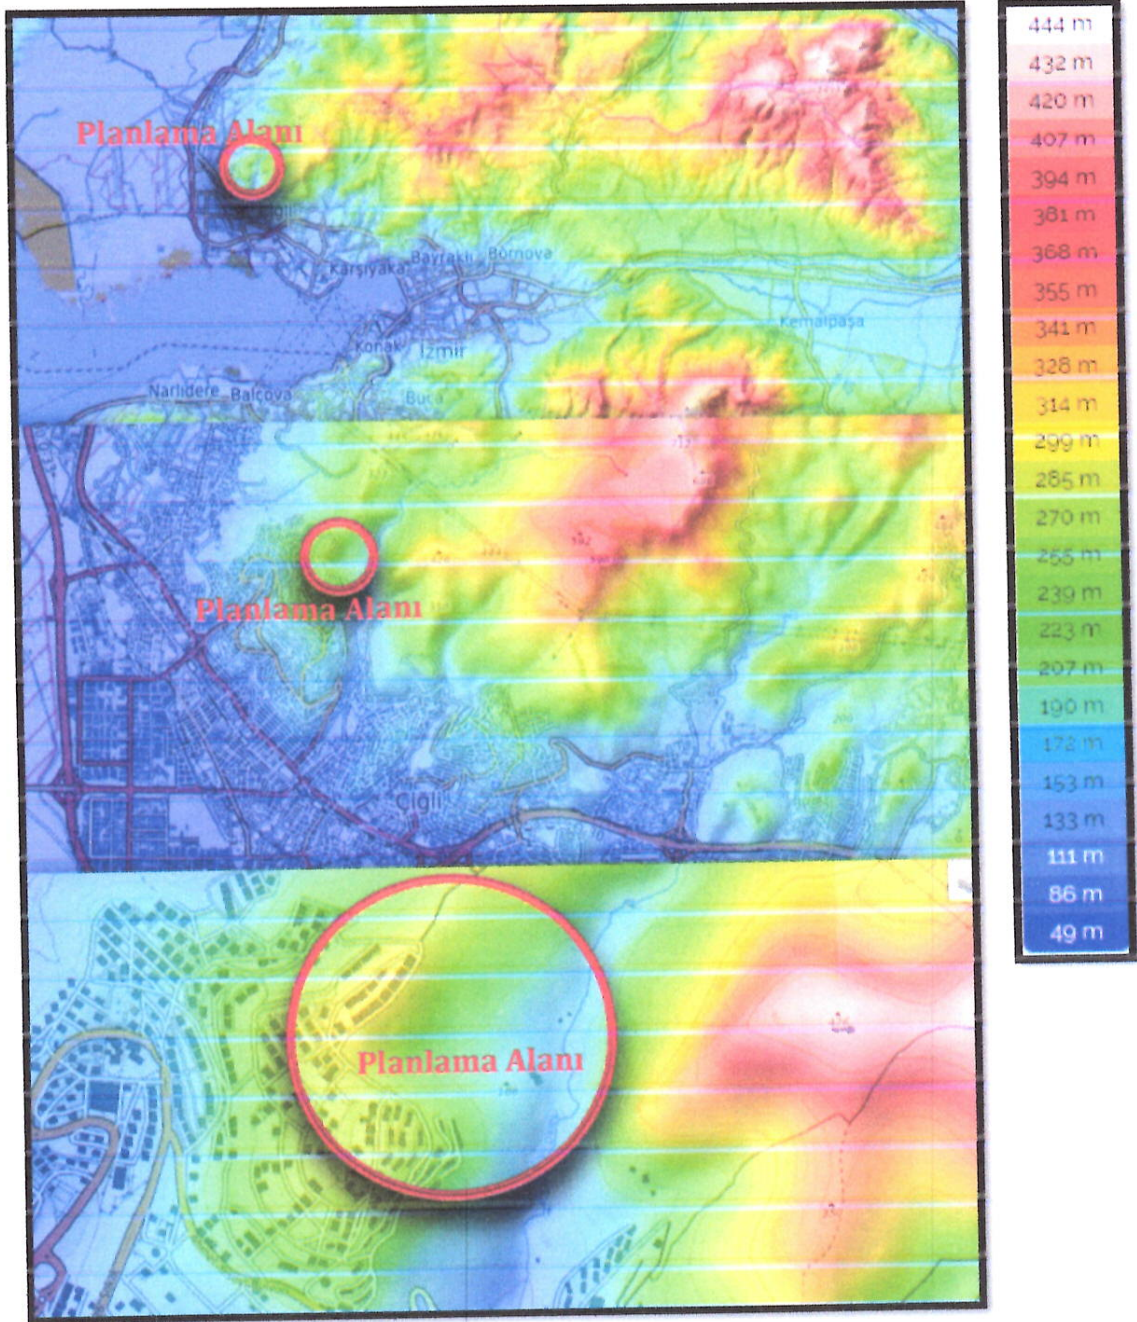 Planlama Alanı
Karşıyaka
Bayraklı
Bornova
Kemalpaşa
Konak
İzmir
Narlıdere
Balçova
Buca
Planlama Alanı
Çiğli
Planlama Alanı
444 m
432 m
420 m
407 m
394 m
381 m
368 m
355 m
341 m
328 m
314 m
299 m
285 m
270 m
255 m
239 m
223 m
207 m
190 m
172 m
153 m
133 m
111 m
86 m
49 m